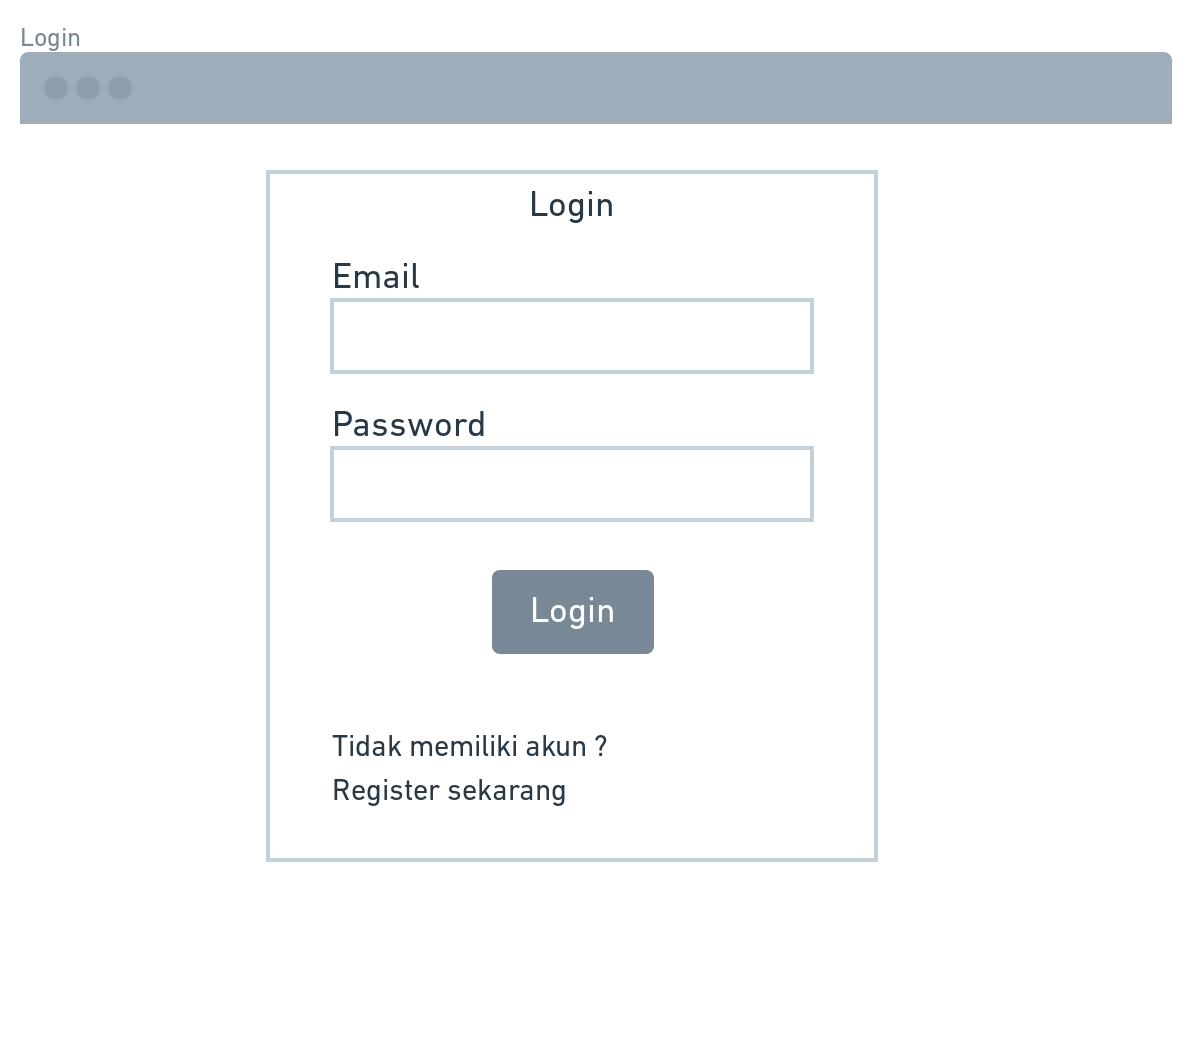 Login
Login
Email
Password
Login
Tidak memiliki akun ?
Register sekarang